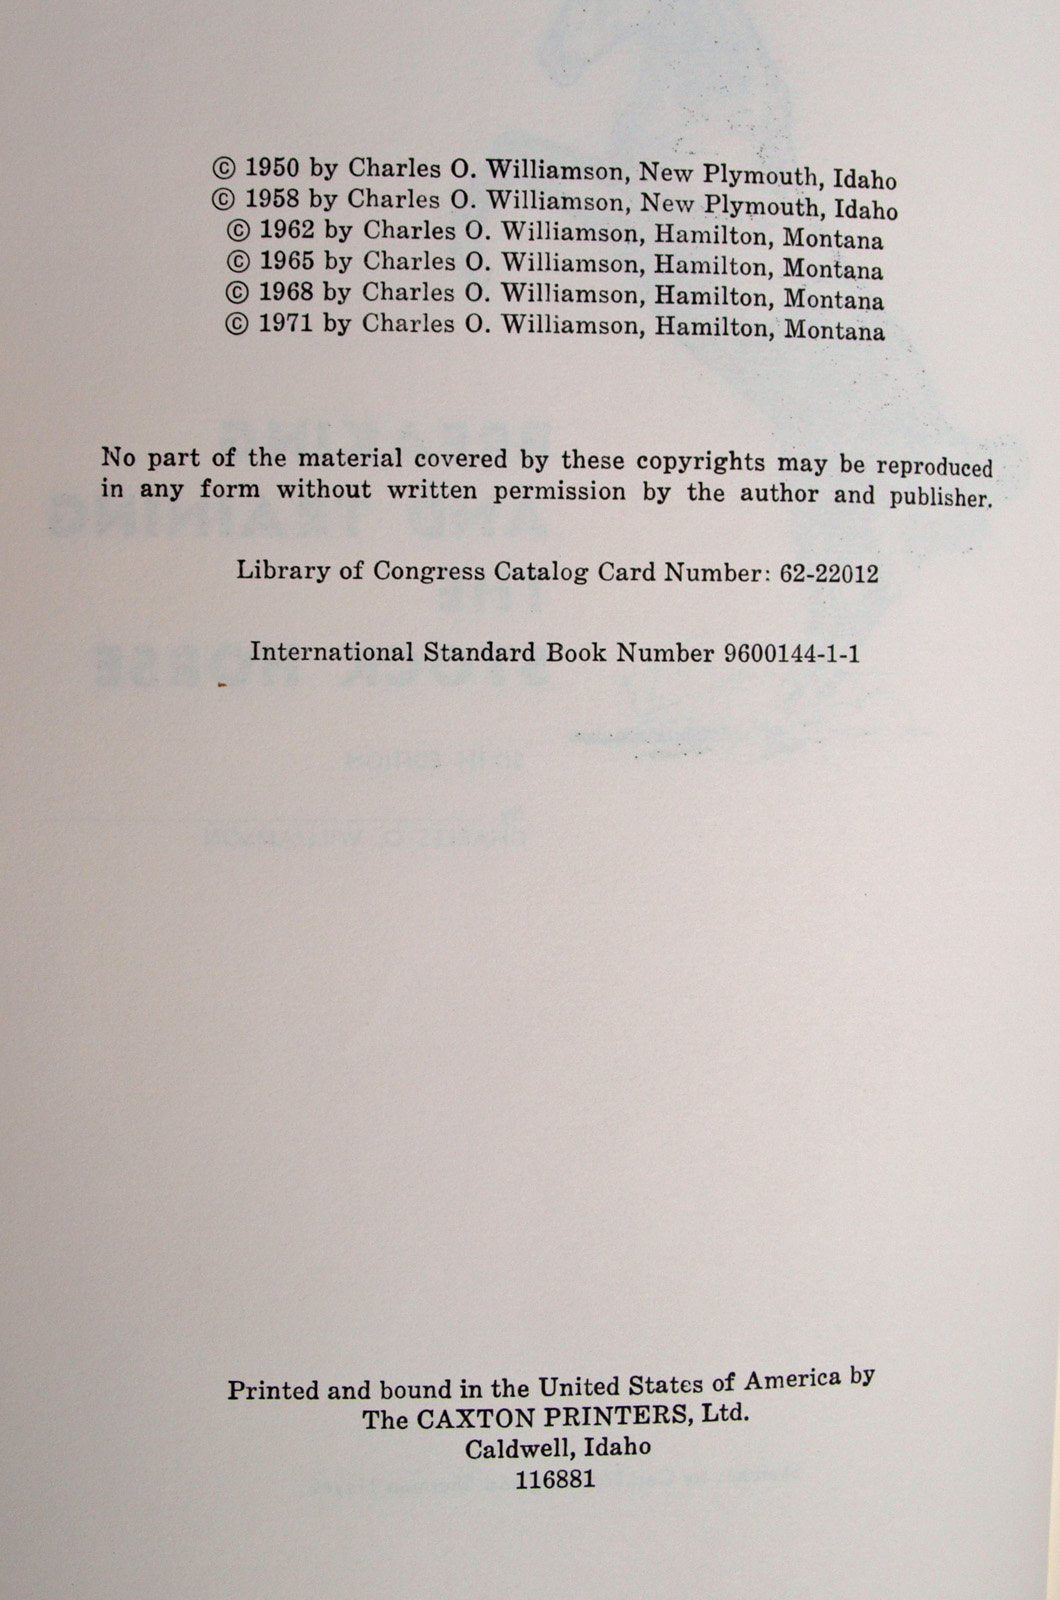 © 1950 by Charles O. Williamson, New Plymouth, Idaho
© 1958 by Charles O. Williamson, New Plymouth, Idaho
© 1962 by Charles O. Williamson, Hamilton, Montana
© 1965 by Charles O. Williamson, Hamilton, Montana
© 1968 by Charles O. Williamson, Hamilton, Montana
© 1971 by Charles O. Williamson, Hamilton, Montana
No part of the material covered by these copyrights may be reproduced
in any form without written permission by the author and publisher.
Library of Congress Catalog Card Number: 62-22012
International Standard Book Number 9600144-1-1
Printed and bound in the United States of America by
The CAXTON PRINTERS, Ltd.
Caldwell, Idaho
116881